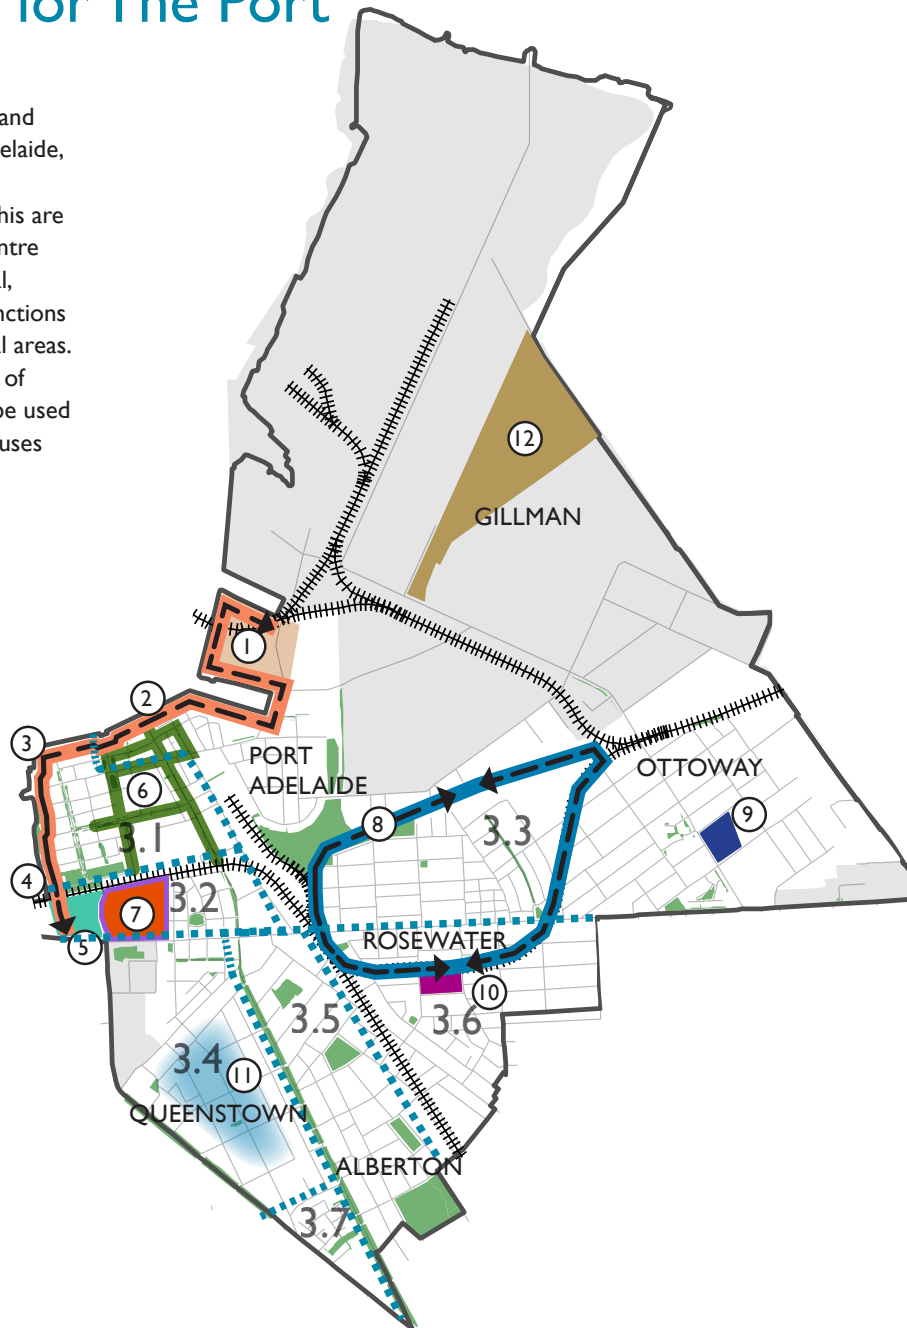 for The Port
and
elaide,
his are
ntre
l,
nctions
l areas.
of
be used
uses
12
GILLMAN
1
2
3
PORT
ADELAIDE
OTTOWAY
6
8
9
3.3
3.1
4
3.2
7
5
ROSEWATER
10
3.5
3.6
3.4
11
QUEENSTOWN
ALBERTON
3.7